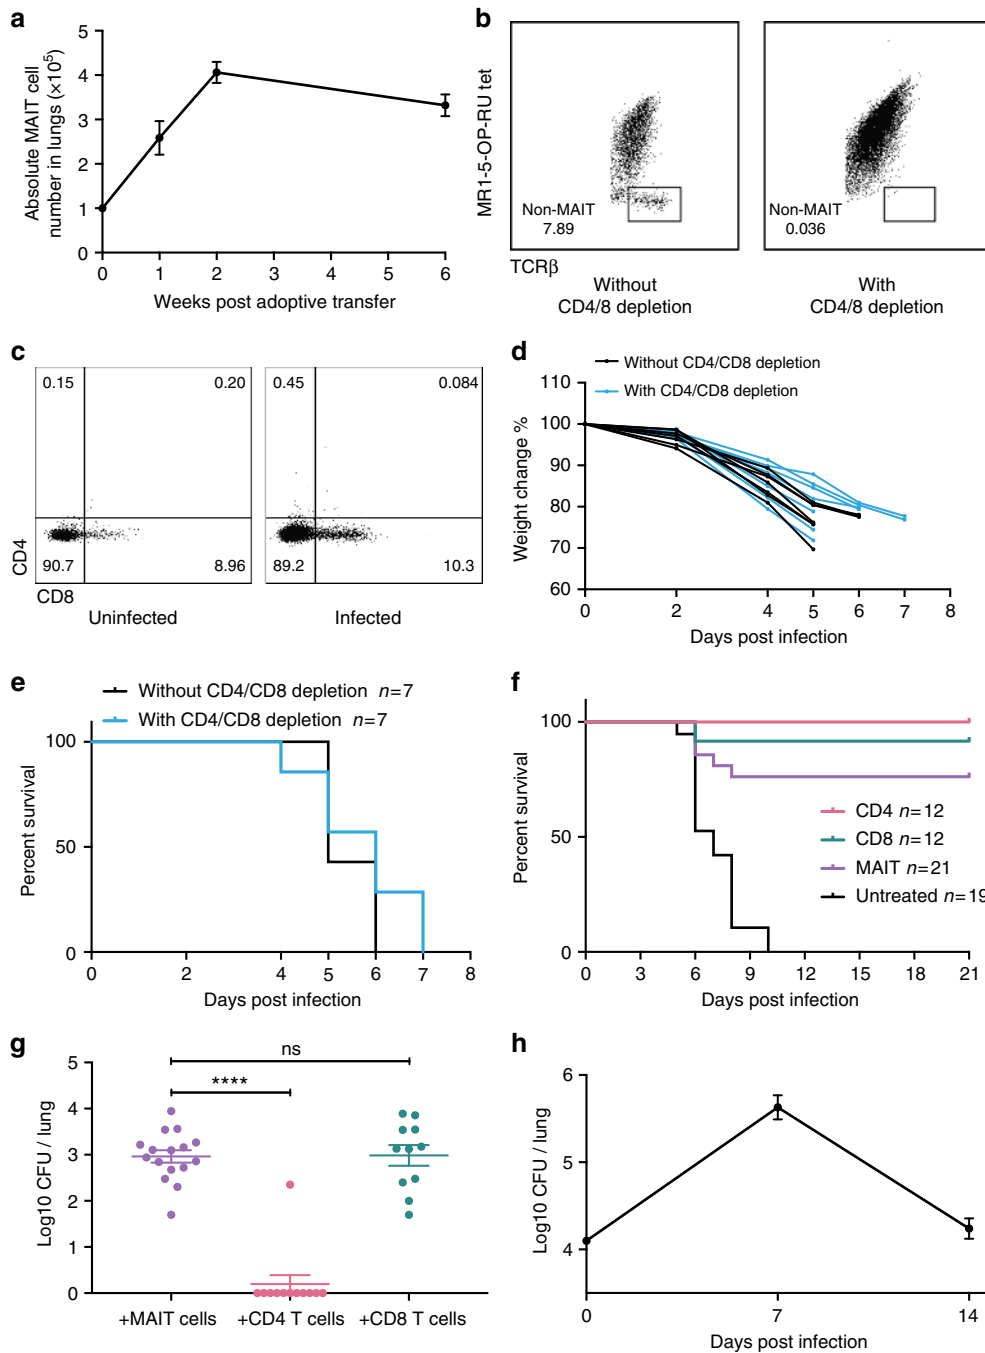 a
Absolute MAIT cell
number in lungs (×10⁵)
5
4
3
2
1
0
0 1 2 3 4 5 6
Weeks post adoptive transfer
b
MR1-5-OP-RU tet
Non-MAIT
7.89
Non-MAIT
0.036
TCRβ
Without
CD4/8 depletion
With
CD4/8 depletion
c
0.15 0.20
90.7 8.96
0.45 0.084
89.2 10.3
CD4
CD8
Uninfected
Infected
d
Without CD4/CD8 depletion
With CD4/CD8 depletion
Weight change %
110
100
90
80
70
60
0 2 4 5 6 7 8
Days post infection
e
Without CD4/CD8 depletion n=7
With CD4/CD8 depletion n=7
Percent survival
100
50
0
0 2 4 5 6 7 8
Days post infection
f
Percent survival
100
50
0
CD4 n=12
CD8 n=12
MAIT n=21
Untreated n=19
0 3 6 9 12 15 18 21
Days post infection
g
Log10 CFU / lung
5
4
3
2
1
0
ns
****
+MAIT cells +CD4 T cells +CD8 T cells
h
Log10 CFU / lung
6
5
4
0 7 14
Days post infection